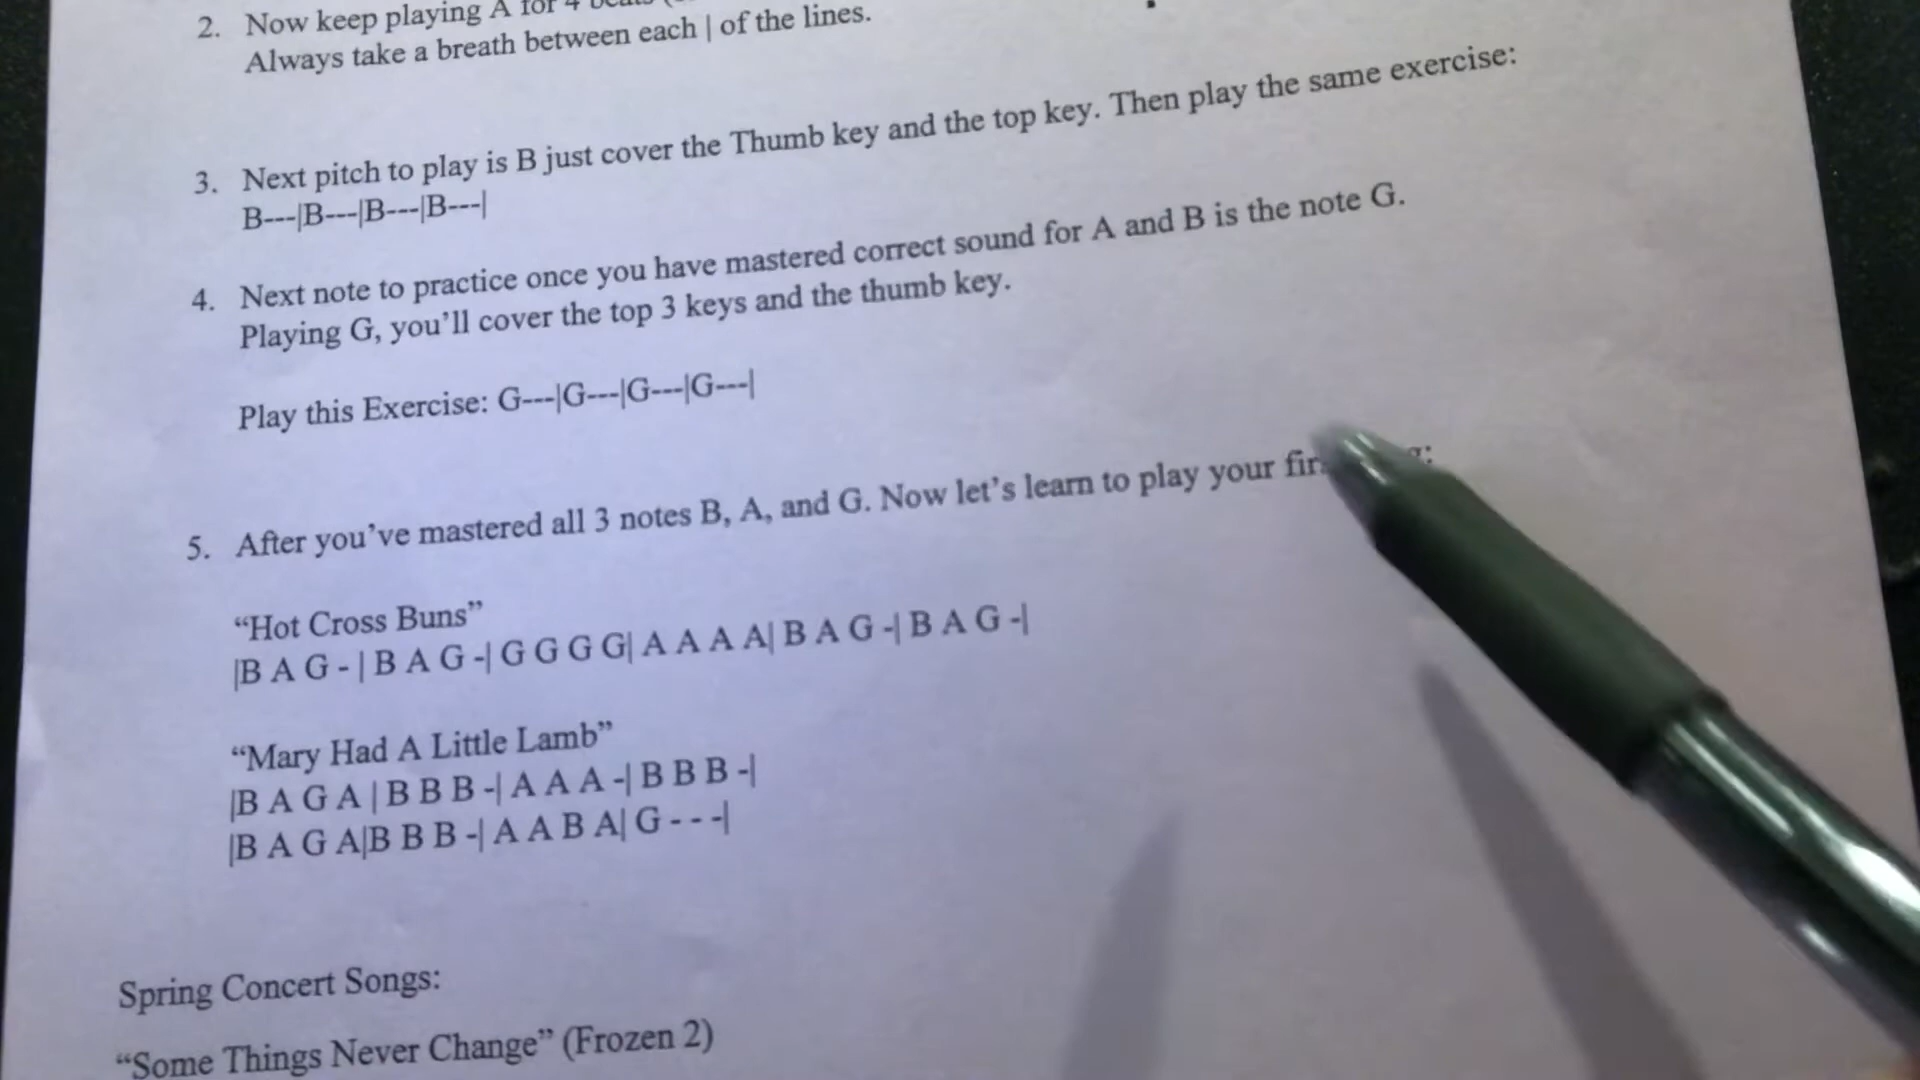 2. Now keep playing A for 4
Always take a breath between each | of the lines.
3. Next pitch to play is B just cover the Thumb key and the top key. Then play the same exercise:
B---|B---|B---|B---|
4. Next note to practice once you have mastered correct sound for A and B is the note G.
Playing G, you’ll cover the top 3 keys and the thumb key.
Play this Exercise: G---|G---|G---|G---|
5. After you’ve mastered all 3 notes B, A, and G. Now let’s learn to play your
“Hot Cross Buns”
|B A G - | B A G -| G G G G| A A A A| B A G -| B A G -|
“Mary Had A Little Lamb”
|B A G A | B B B -| A A A -| B B B -|
|B A G A|B B B -| A A B A| G - - -|
Spring Concert Songs:
“Some Things Never Change” (Frozen 2)